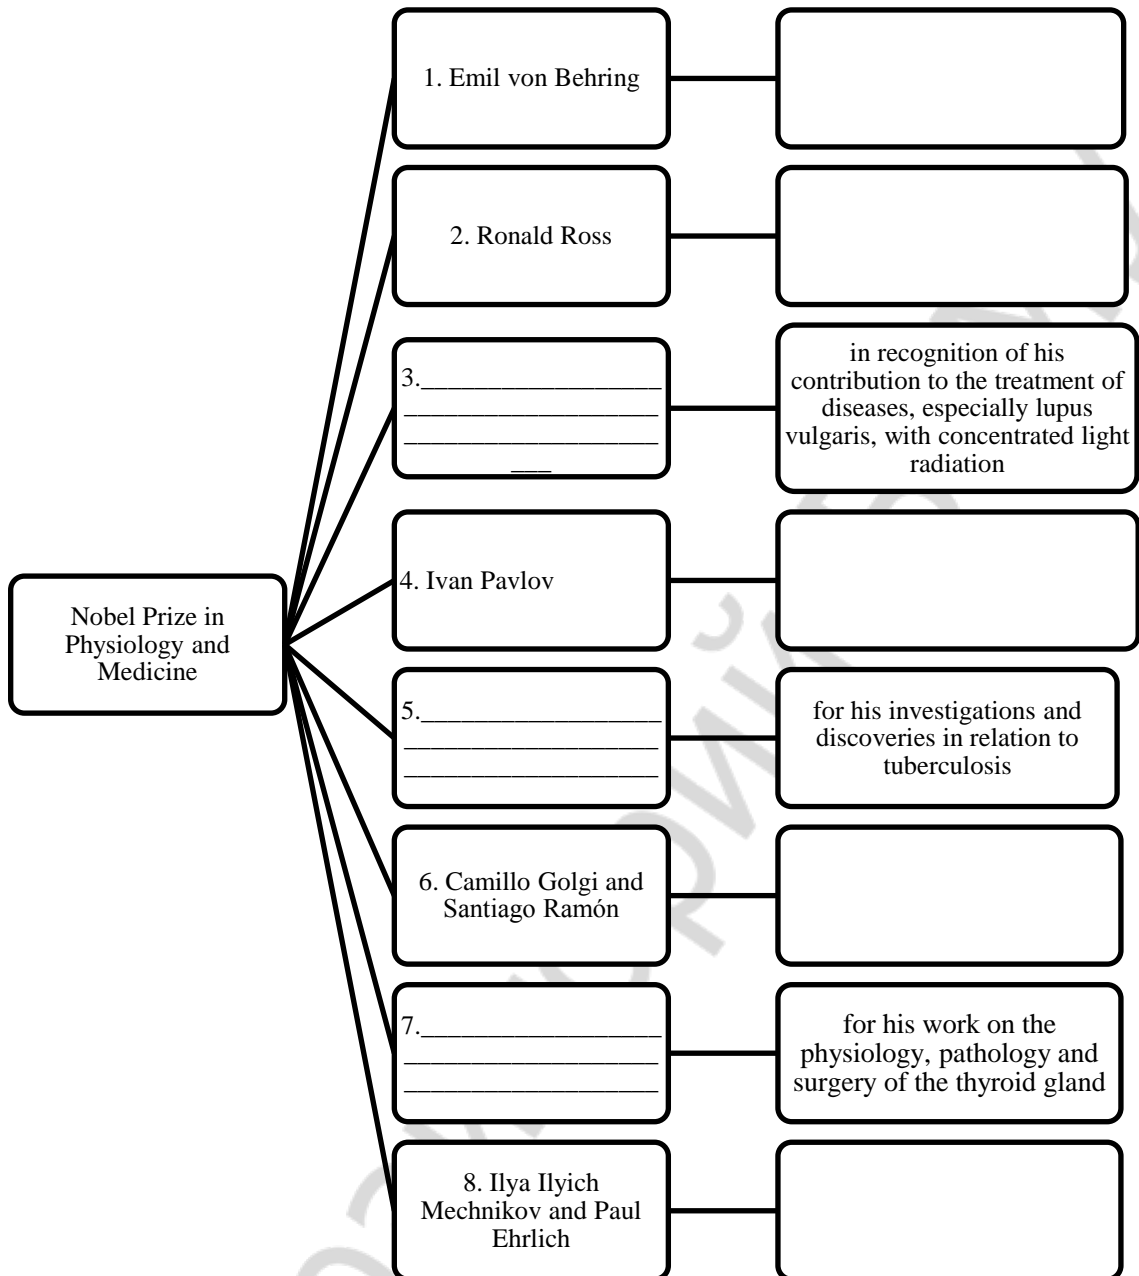 1. Emil von Behring
2. Ronald Ross
3.__________________
___________________
___________________
___
in recognition of his
contribution to the treatment of
diseases, especially lupus
vulgaris, with concentrated light
radiation
4. Ivan Pavlov
Nobel Prize in
Physiology and
Medicine
5.__________________
___________________
___________________
for his investigations and
discoveries in relation to
tuberculosis
6. Camillo Golgi and
Santiago Ramón
7.__________________
___________________
___________________
for his work on the
physiology, pathology and
surgery of the thyroid gland
8. Ilya Ilyich
Mechnikov and Paul
Ehrlich